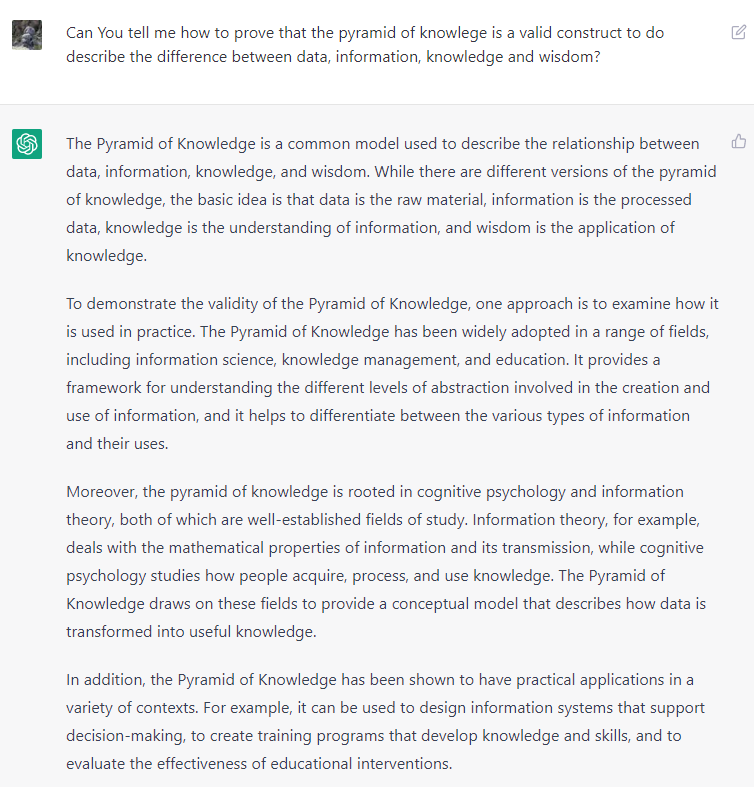 Can You tell me how to prove that the pyramid of knowlege is a valid construct to do
describe the difference between data, information, knowledge and wisdom?
The Pyramid of Knowledge is a common model used to describe the relationship between
data, information, knowledge, and wisdom. While there are different versions of the pyramid
of knowledge, the basic idea is that data is the raw material, information is the processed
data, knowledge is the understanding of information, and wisdom is the application of
knowledge.
To demonstrate the validity of the Pyramid of Knowledge, one approach is to examine how it
is used in practice. The Pyramid of Knowledge has been widely adopted in a range of fields,
including information science, knowledge management, and education. It provides a
framework for understanding the different levels of abstraction involved in the creation and
use of information, and it helps to differentiate between the various types of information
and their uses.
Moreover, the pyramid of knowledge is rooted in cognitive psychology and information
theory, both of which are well-established fields of study. Information theory, for example,
deals with the mathematical properties of information and its transmission, while cognitive
psychology studies how people acquire, process, and use knowledge. The Pyramid of
Knowledge draws on these fields to provide a conceptual model that describes how data is
transformed into useful knowledge.
In addition, the Pyramid of Knowledge has been shown to have practical applications in a
variety of contexts. For example, it can be used to design information systems that support
decision-making, to create training programs that develop knowledge and skills, and to
evaluate the effectiveness of educational interventions.